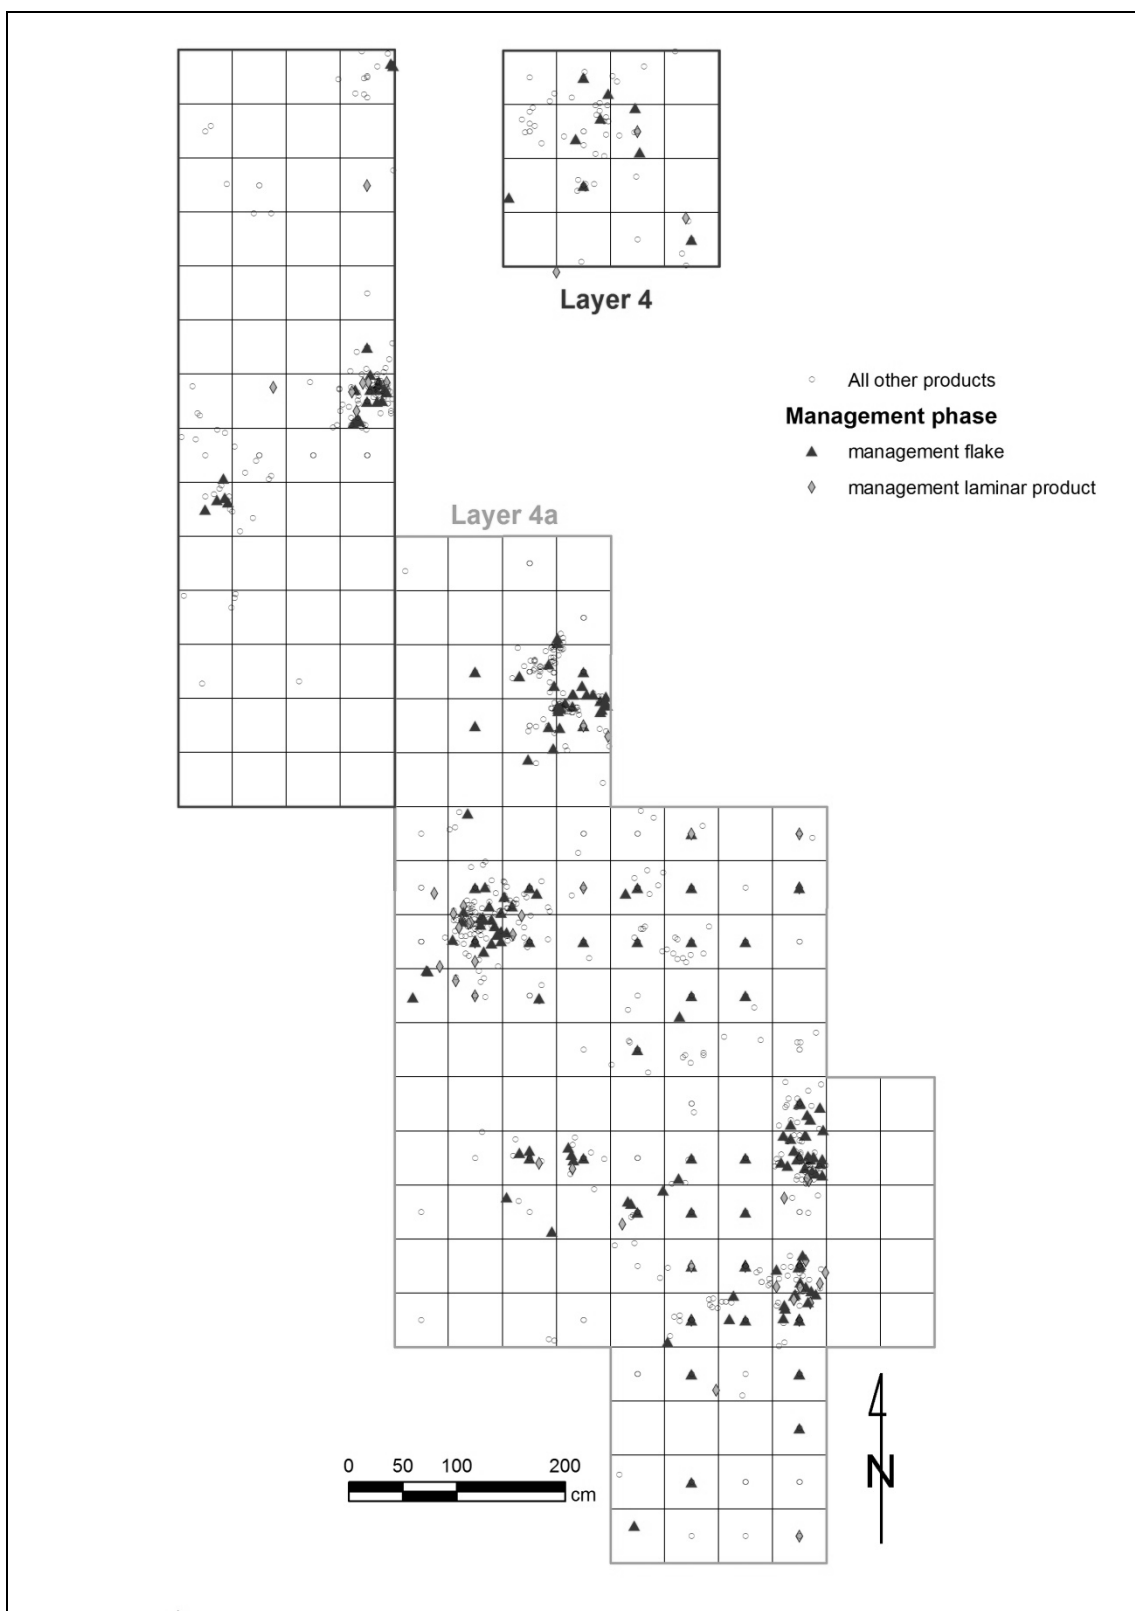 Layer 4
All other products
Management phase
management flake
management laminar product
Layer 4a
0 50 100 200
cm
N